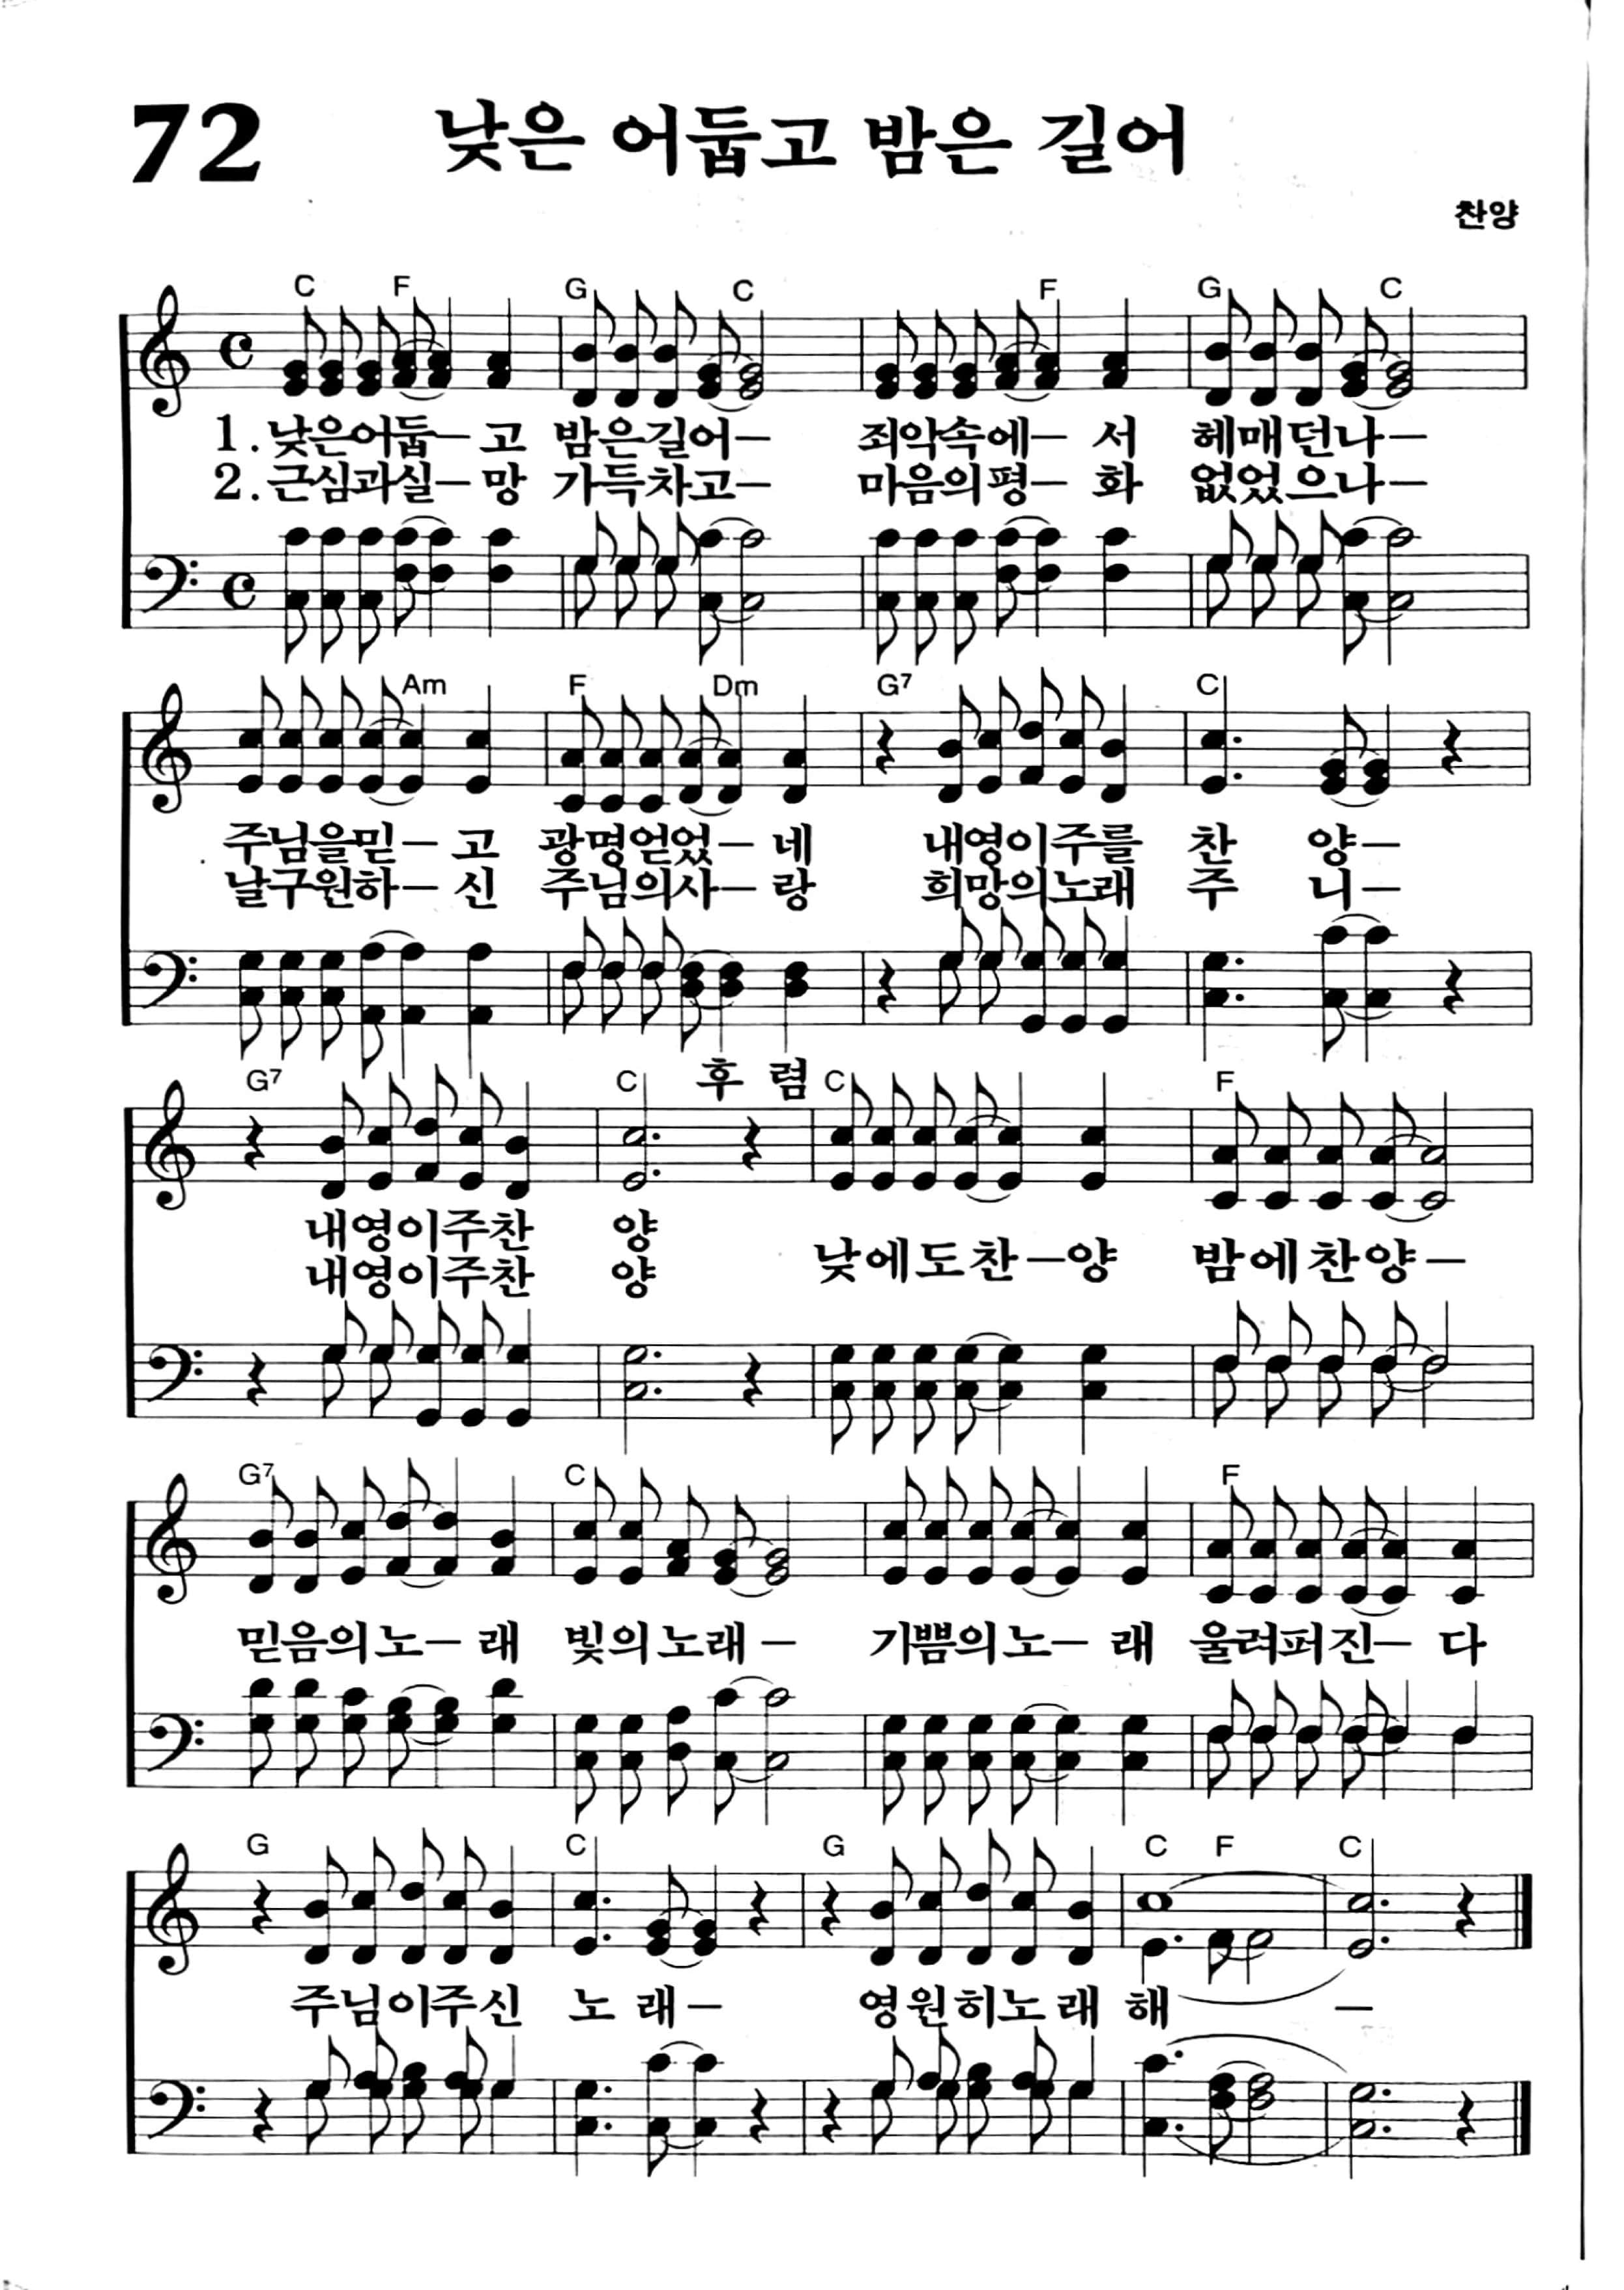 72 낮은 어둡고 밤은 길어
찬양
C F G C F G C
1. 낮은어둡- 고 밤은길어- 죄악속에- 서 헤매던나-
2. 근심과실- 망 가득차고- 마음의평- 화 없었으나-
Am F Dm G7 C
주님을믿- 고 광명얻었- 네 내영이주를 찬 양-
날구원하- 신 주님의사- 랑 희망의노래 주 니-
후 렴
G7 C C F
내영이주찬 양
내영이주찬 양
낮에도찬-양 밤에찬양-
G7 C F
믿음의노- 래 빛의노래- 기쁨의노- 래 울려퍼진- 다
G C G C F C
주님이주신 노 래- 영원히노래 해 -